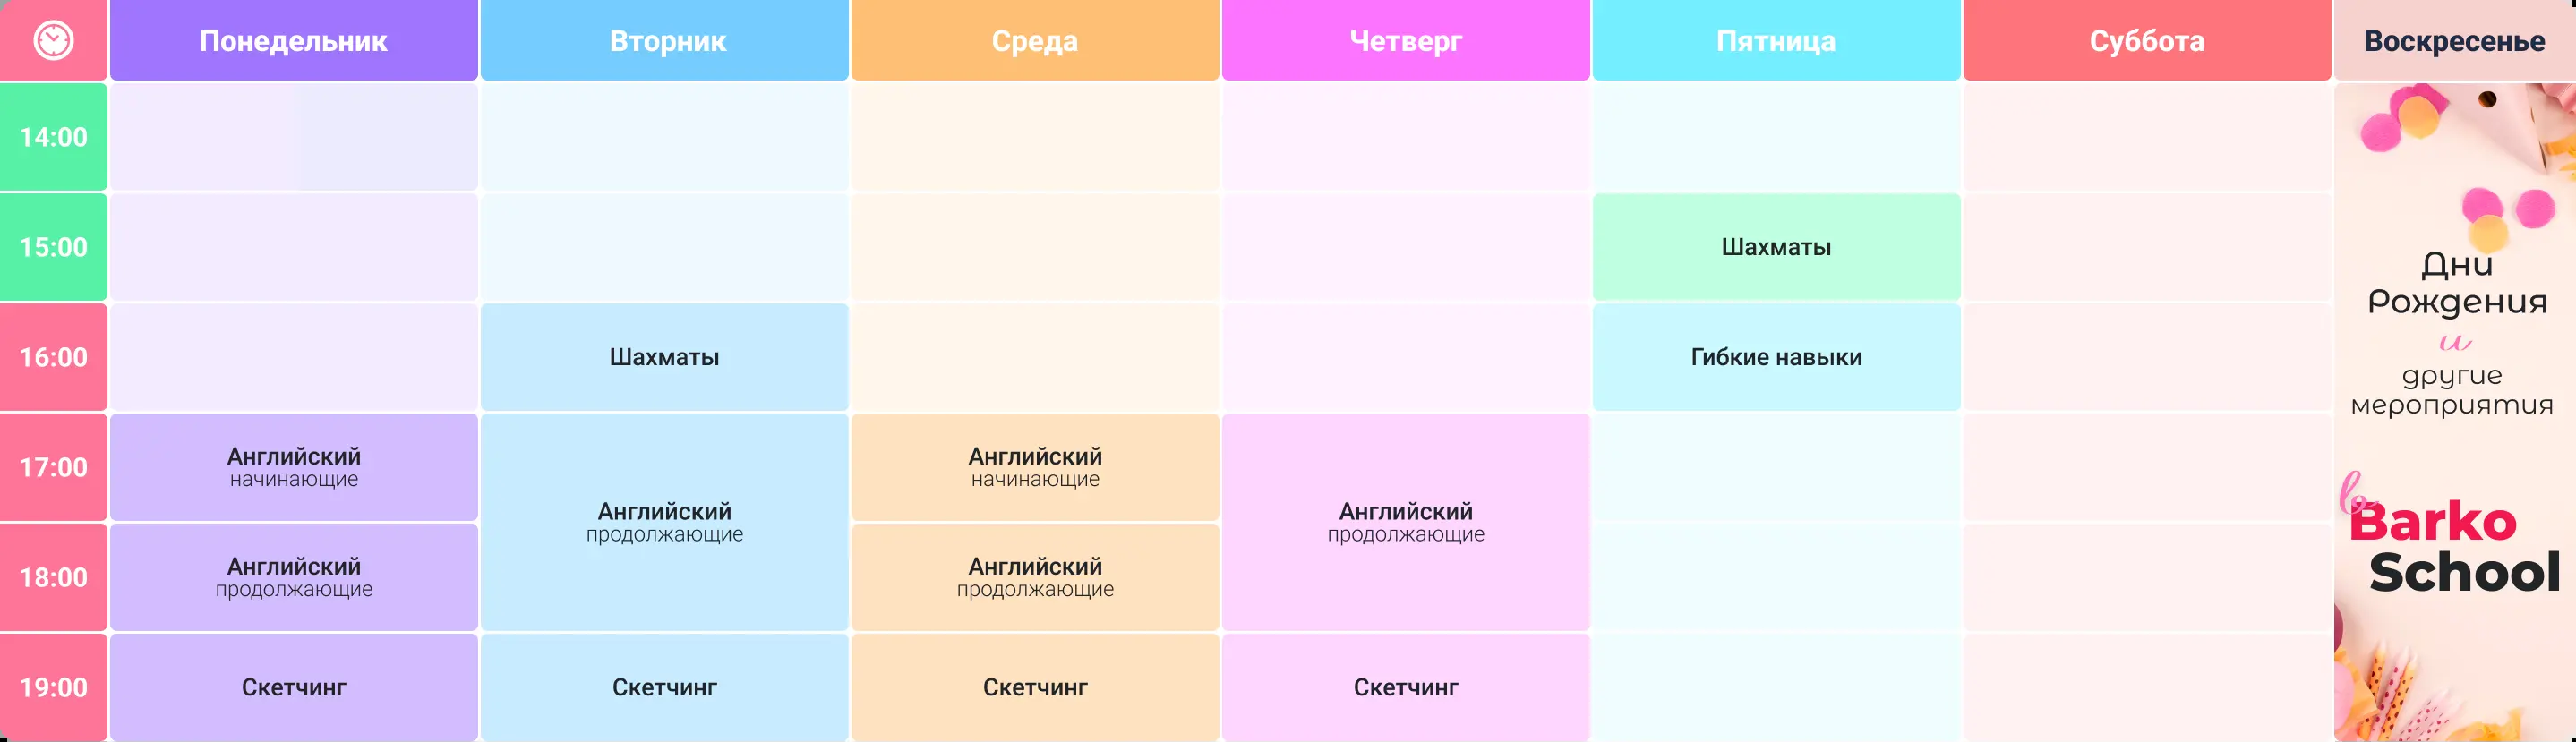 Понедельник Вторник Среда Четверг Пятница Суббота Воскресенье
14:00
15:00 Шахматы
16:00 Шахматы Гибкие навыки
17:00 Английский Английский
начинающие начинающие
Английский Английский
продолжающие продолжающие
18:00 Английский Английский
продолжающие продолжающие
19:00 Скетчинг Скетчинг Скетчинг Скетчинг
Дни
Рождения
и
другие
мероприятия
в
Barko
School